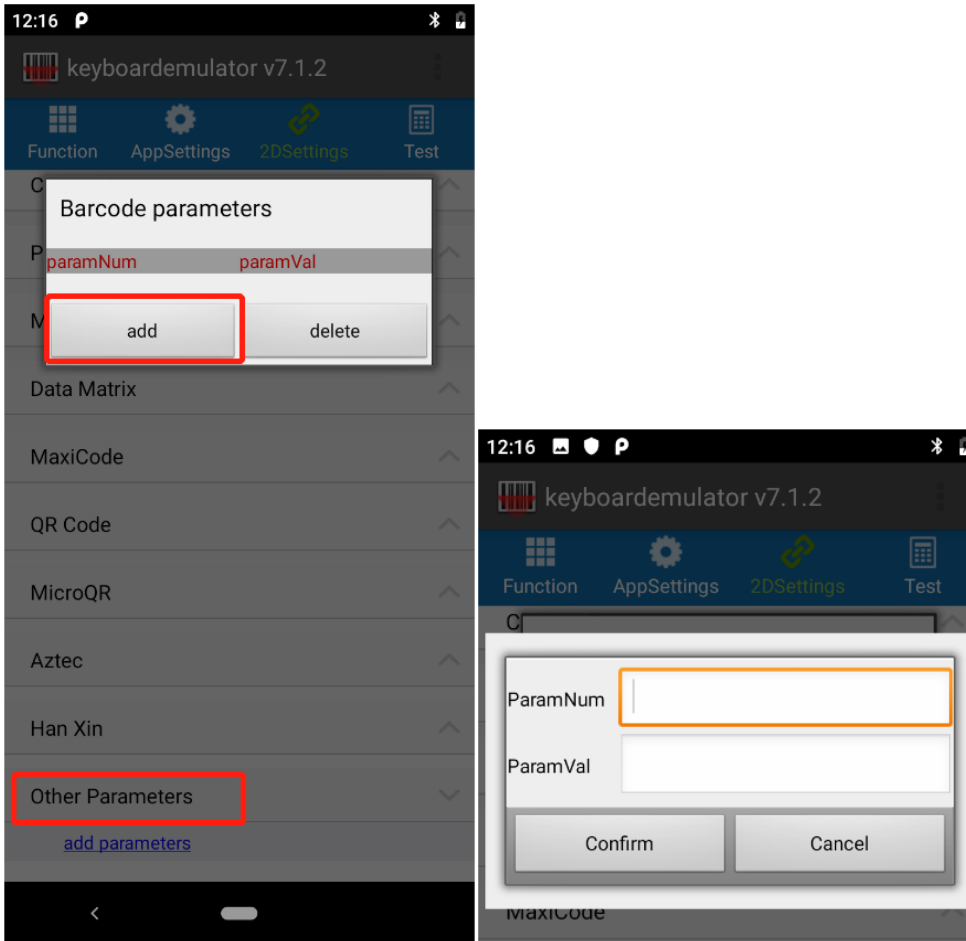 12:16
keyboardemulator v7.1.2
Function AppSettings 2DSettings Test
C
Barcode parameters
P
paramNum paramVal
M
add delete
Data Matrix
MaxiCode
QR Code
MicroQR
Aztec
Han Xin
Other Parameters
add parameters
12:16
keyboardemulator v7.1.2
Function AppSettings 2DSettings Test
C
ParamNum
ParamVal
Confirm Cancel
MaxiCode